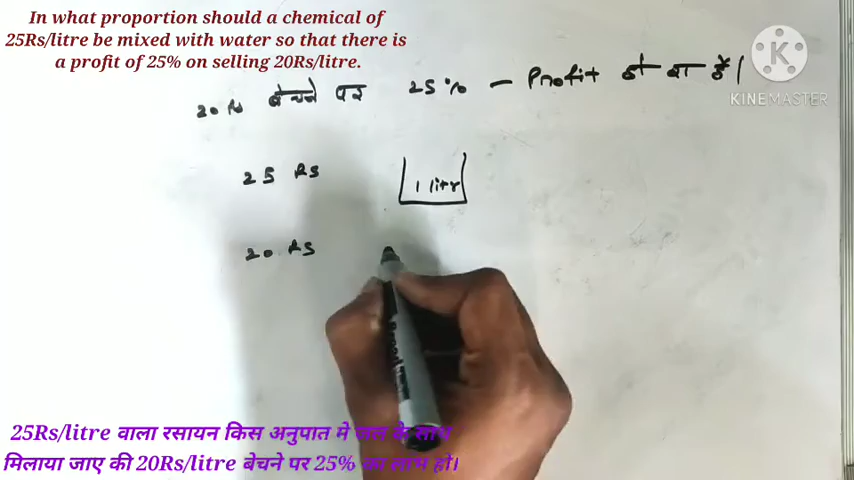 In what proportion should a chemical of
25Rs/litre be mixed with water so that there is
a profit of 25% on selling 20Rs/litre.
KINEMASTER
20 Rs बेचने पर 25% - Profit हो
25 Rs 1 litr
20 RS
25Rs/litre वाला रसायन किस अनुपात मे जल के साथ
मिलाया जाए की 20Rs/litre बेचने पर 25% का लाभ हो।